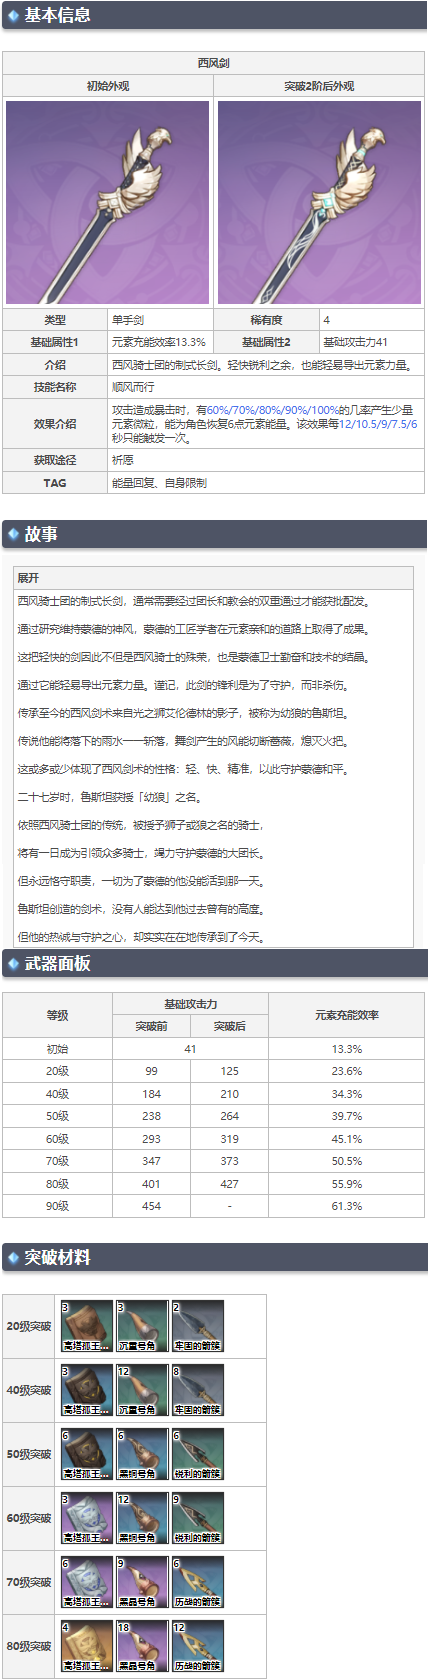 基本信息
西风剑
初始外观 突破2阶后外观
类型 单手剑 稀有度 4
基础属性1 元素充能效率13.3% 基础属性2 基础攻击力41
介绍 西风骑士团的制式长剑。轻快锐利之余，也能轻易导出元素力量。
技能名称 顺风而行
效果介绍 攻击造成暴击时，有60%/70%/80%/90%/100%的几率产生少量
元素微粒，能为角色恢复6点元素能量。该效果每12/10.5/9/7.5/6
秒只能触发一次。
获取途径 祈愿
TAG 能量回复、自身限制
故事
展开
西风骑士团的制式长剑，通常需要经过团长和教会的双重通过才能获批配发。
通过研究维持蒙德的神风，蒙德的工匠学者在元素亲和的道路上取得了成果。
这把轻快的剑因此不但是西风骑士的殊荣，也是蒙德卫士勤奋和技术的结晶。
通过它能轻易导出元素力量。谨记，此剑的锋利是为了守护，而非杀伤。
传承至今的西风剑术来自光之狮艾伦德林的影子，被称为幼狼的鲁斯坦。
传说他能将落下的雨水一一斩落，舞剑产生的风能切断蔷薇，熄灭火把。
这或多或少体现了西风剑术的性格：轻、快、精准，以此守护蒙德和平。
二十七岁时，鲁斯坦获授「幼狼」之名。
依照西风骑士团的传统，被授予狮子或狼之名的骑士，
将有一日成为引领众多骑士，竭力守护蒙德的大团长。
但永远恪守职责，一切为了蒙德的他没能活到那一天。
鲁斯坦创造的剑术，没有人能达到他过去曾有的高度。
但他的热诚与守护之心，却实实在在地传承到了今天。
武器面板
等级 基础攻击力 元素充能效率
突破前 突破后
初始 41 13.3%
20级 99 125 23.6%
40级 184 210 34.3%
50级 238 264 39.7%
60级 293 319 45.1%
70级 347 373 50.5%
80级 401 427 55.9%
90级 454 - 61.3%
突破材料
20级突破 3 高塔孤王... 3 沉重号角 2 牢固的箭簇
40级突破 3 高塔孤王... 12 沉重号角 8 牢固的箭簇
50级突破 6 高塔孤王... 6 黑铜号角 6 锐利的箭簇
60级突破 3 高塔孤王... 12 黑铜号角 9 锐利的箭簇
70级突破 6 高塔孤王... 9 黑晶号角 6 历战的箭簇
80级突破 4 高塔孤王... 18 黑晶号角 12 历战的箭簇